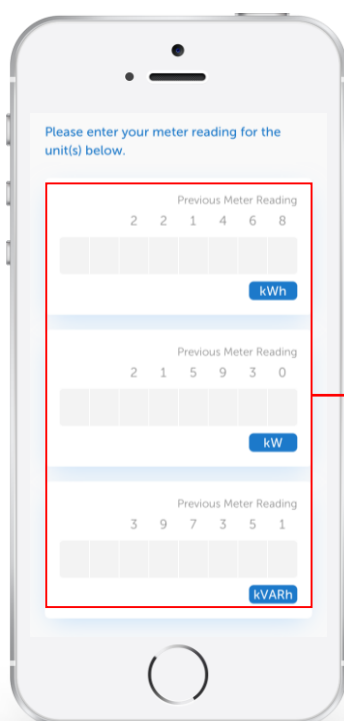 Please enter your meter reading for the
unit(s) below.
Previous Meter Reading
2 2 1 4 6 8
kWh
Previous Meter Reading
2 1 5 9 3 0
kW
Previous Meter Reading
3 9 7 3 5 1
kVARh